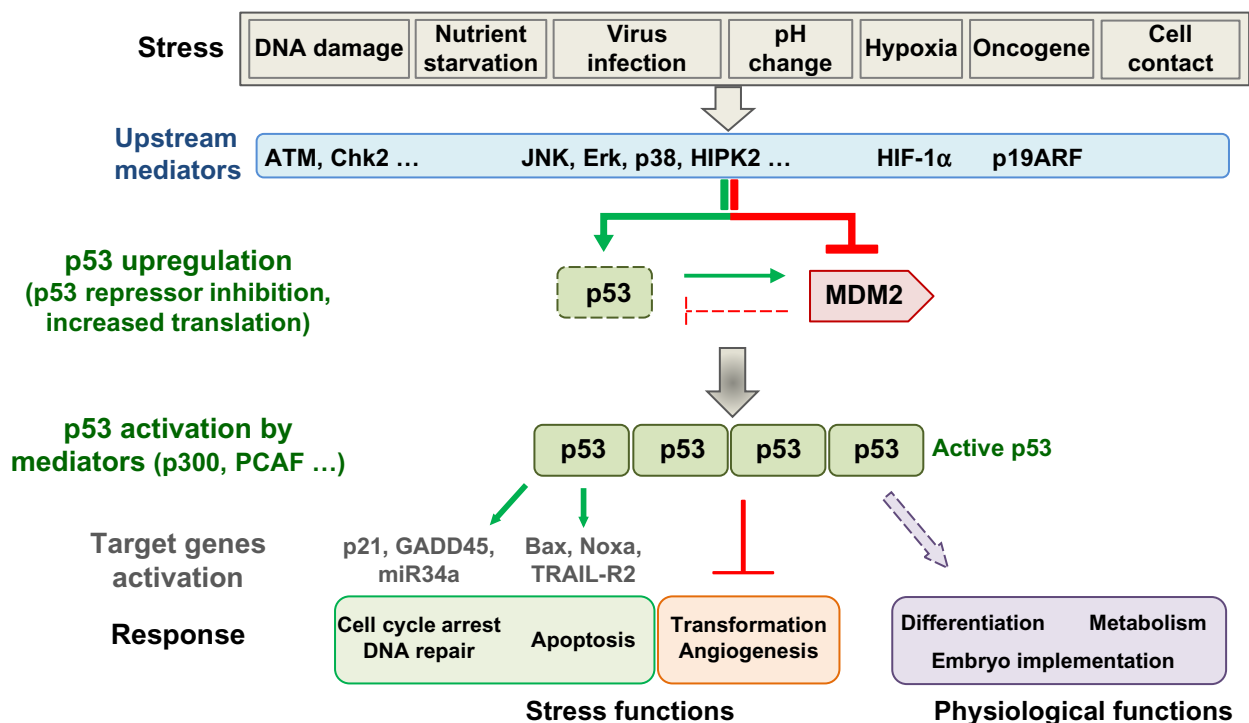 Stress
DNA damage
Nutrient
starvation
Virus
infection
pH
change
Hypoxia
Oncogene
Cell
contact
Upstream
mediators
ATM, Chk2 …
JNK, Erk, p38, HIPK2 …
HIF-1α
p19ARF
p53 upregulation
(p53 repressor inhibition,
increased translation)
p53
MDM2
p53 activation by
mediators (p300, PCAF …)
p53
p53
p53
p53
Active p53
Target genes
activation
p21, GADD45,
miR34a
Bax, Noxa,
TRAIL-R2
Response
Cell cycle arrest
DNA repair
Apoptosis
Transformation
Angiogenesis
Differentiation
Metabolism
Embryo implementation
Stress functions
Physiological functions